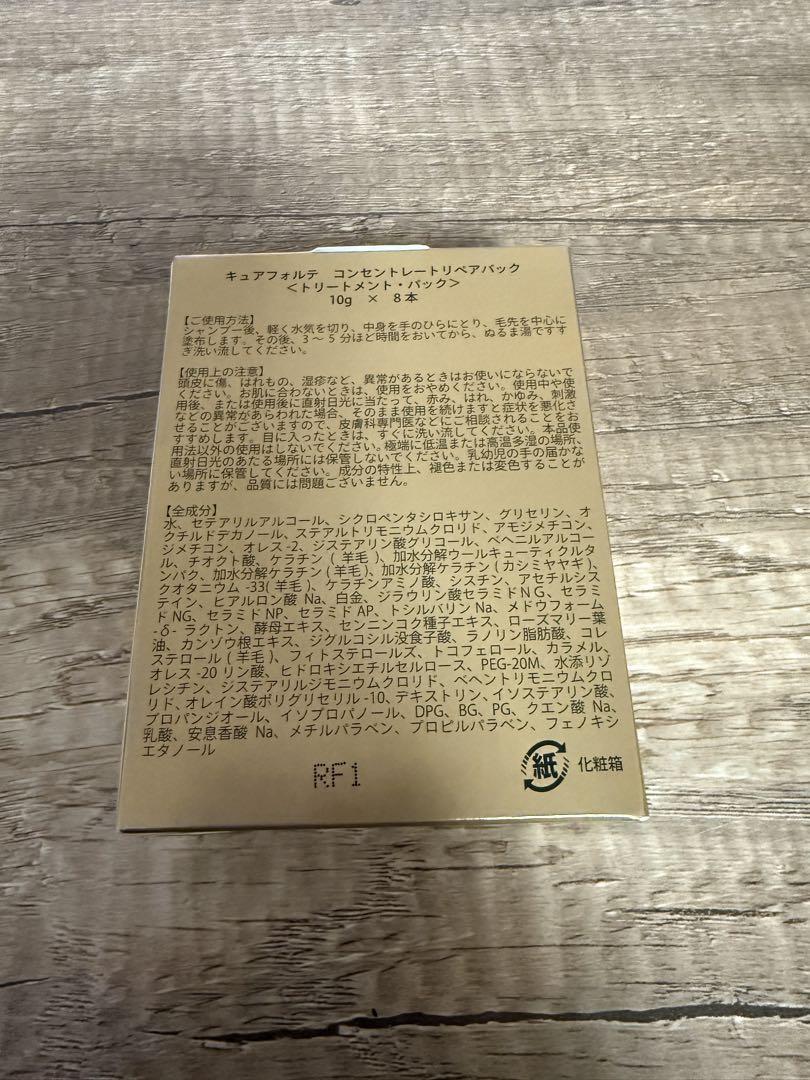 キュアフォルテ　コンセントレートリペアパック
＜トリートメント・パック＞
10g　×　8本
【ご使用方法】
シャンプー後、軽く水気を切り、中身を手のひらにとり、毛先を中心に
塗布します。その後、3～5分ほど時間をおいてから、ぬるま湯ですす
ぎ洗い流してください。
【使用上の注意】
頭皮に傷、はれもの、湿疹など、異常があるときはお使いにならないで
ください。お肌に合わないときは、使用をおやめください。使用中や使
用後、または使用後に直射日光に当たって、赤み、はれ、かゆみ、刺激
などの異常があらわれた場合、そのまま使用を続けますと症状を悪化さ
せることがございますので、皮膚科専門医などにご相談されることをお
すすめします。目に入ったときは、すぐに洗い流してください。本品使
用法以外の使用はしないでください。極端に低温または高温多湿の場所、
直射日光のあたる場所には保管しないでください。乳幼児の手の届かな
い場所に保管してください。成分の特性上、褪色または変色することが
ありますが、品質には問題ございません。
【全成分】
水、セテアリルアルコール、シクロペンタシロキサン、グリセリン、オ
クチルドデカノール、ステアルトリモニウムクロリド、アモジメチコン、
ジメチコン、オレス-2、ジステアリン酸グリコール、ベヘニルアルコー
ル、チオクト酸、ケラチン(羊毛)、加水分解ウールキューティクルタ
ンパク、加水分解ケラチン(羊毛)、加水分解ケラチン(カシミヤヤギ)、
クオタニウム-33(羊毛)、ケラチンアミノ酸、シスチン、アセチルシス
テイン、ヒアルロン酸Na、白金、ジラウリン酸セラミドNG、セラミ
ドNG、セラミドNP、セラミドAP、トシルバリンNa、メドウフォーム
-δ-ラクトン、酵母エキス、センニンコク種子エキス、ローズマリー葉
油、カンゾウ根エキス、ジグルコシル没食子酸、ラノリン脂肪酸、コレ
ステロール(羊毛)、フィトステロールズ、トコフェロール、カラメル、
オレス-20リン酸、ヒドロキシエチルセルロース、PEG-20M、水添リゾ
レシチン、ジステアリルジモニウムクロリド、ベヘントリモニウムクロ
リド、オレイン酸ポリグリセリル-10、デキストリン、イソステアリン酸、
プロパンジオール、イソプロパノール、DPG、BG、PG、クエン酸Na、
乳酸、安息香酸Na、メチルパラベン、プロピルパラベン、フェノキシ
エタノール
RF1
紙
化粧箱